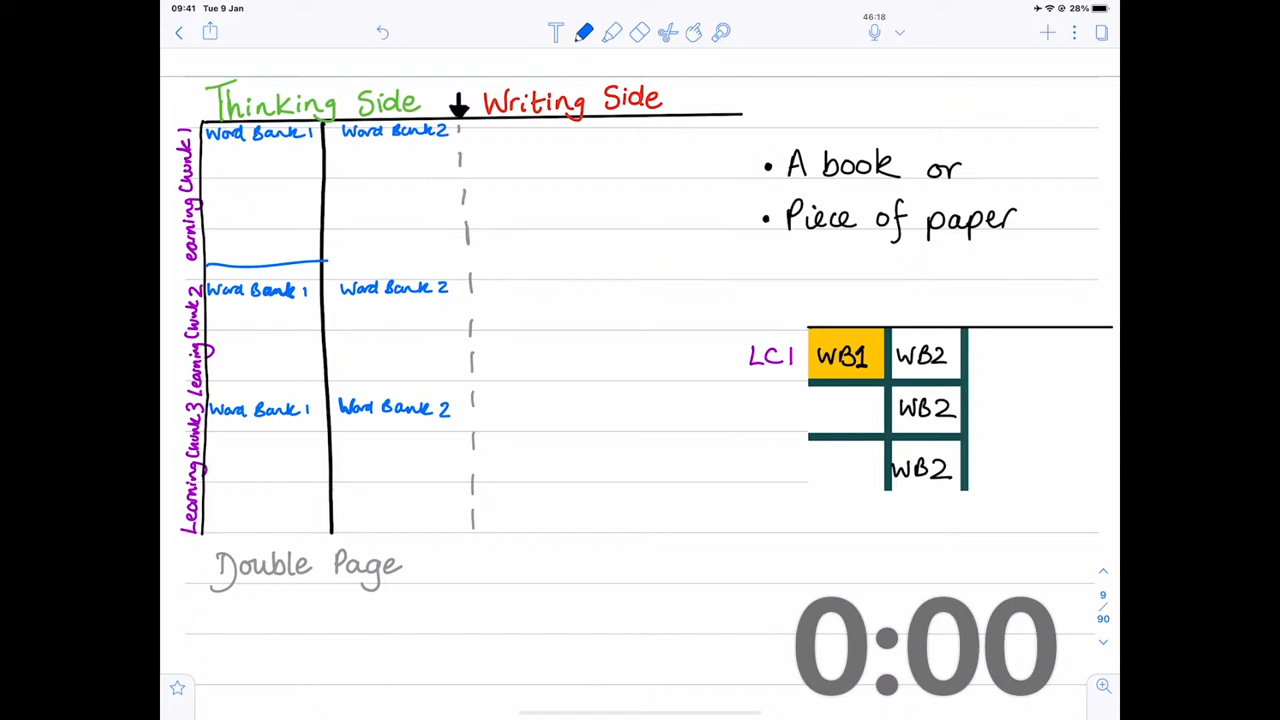 09:41 Tue 9 Jan
28%
46:18
Thinking Side Writing Side
Word Bank 1 Word Bank 2
earning Chunk 1
• A book or
• Piece of paper
Word Bank 1 Word Bank 2
Learning Chunk 2
LC1 WB1 WB2
WB2
WB2
Word Bank 1 Word Bank 2
Learning Chunk 3
Double Page
9
/
90
0:00